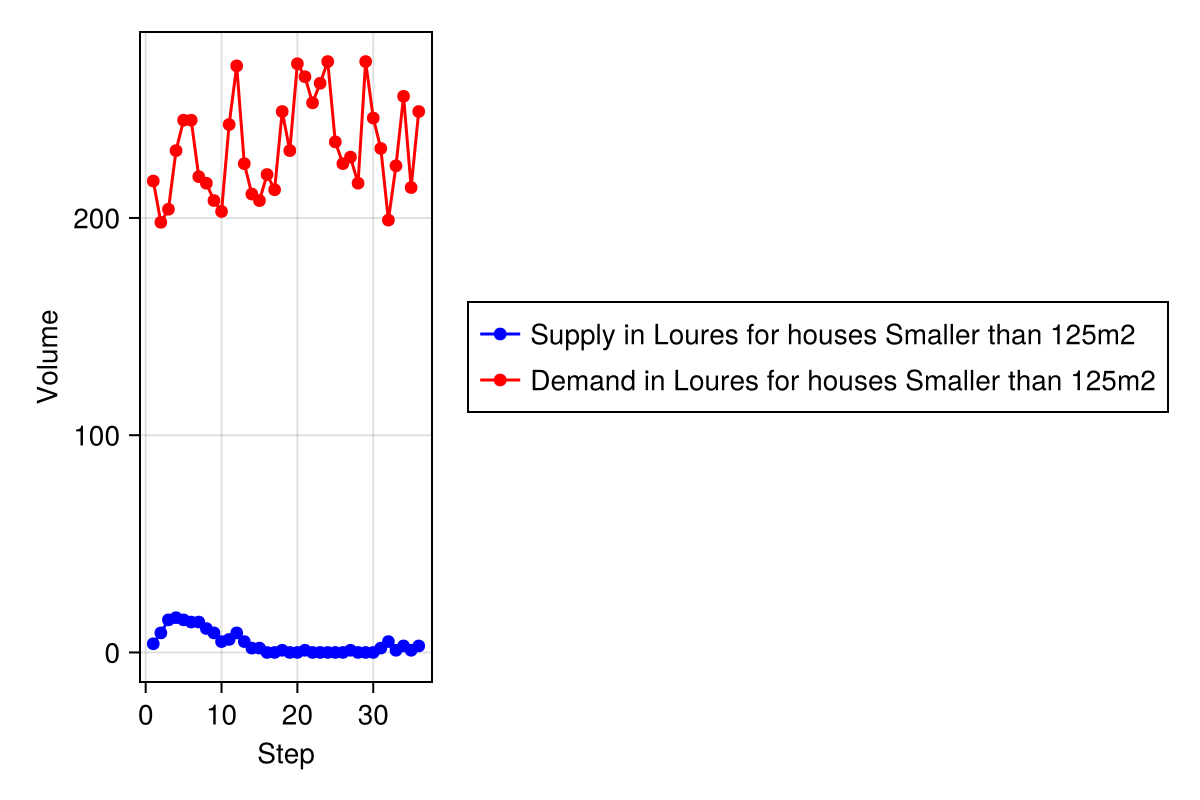 Volume
200
100
0
0 10 20 30
Step
Supply in Loures for houses Smaller than 125m2
Demand in Loures for houses Smaller than 125m2